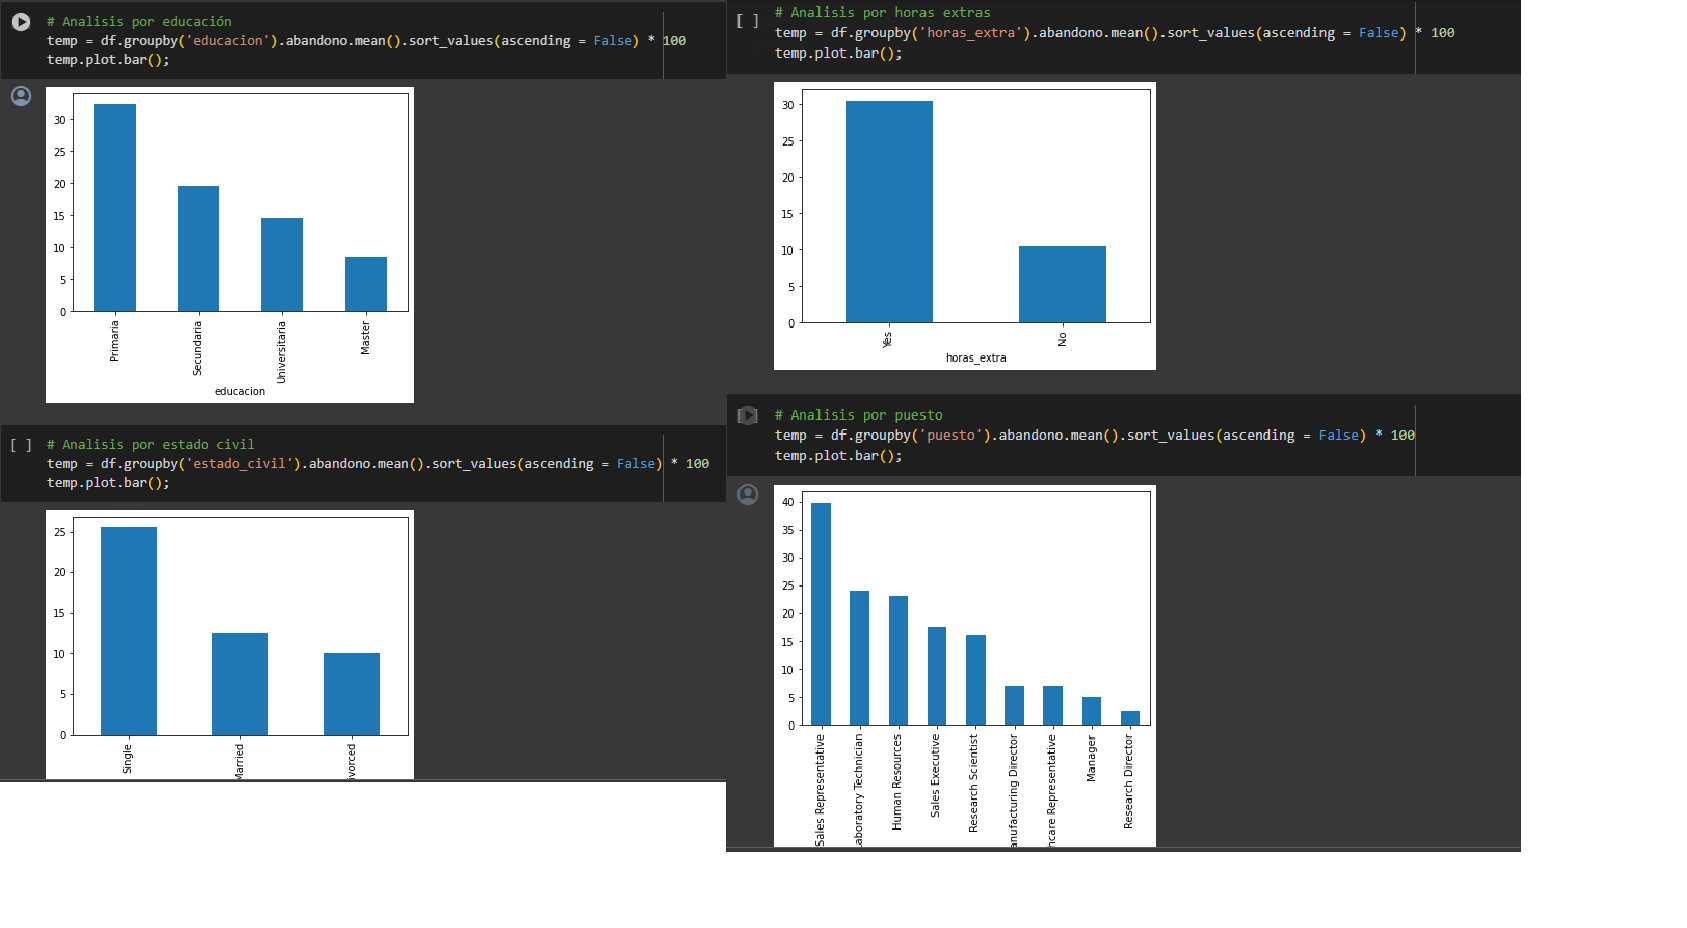 # Analisis por educación
temp = df.groupby('educacion').abandono.mean().sort_values(ascending = False) * 100
temp.plot.bar();
30
25
20
15
10
5
0
Primaria
Secundaria
Universitaria
Master
educacion
[ ]
# Analisis por estado civil
temp = df.groupby('estado_civil').abandono.mean().sort_values(ascending = False) * 100
temp.plot.bar();
25
20
15
10
5
0
Single
Married
ivorced
[ ]
# Analisis por horas extras
temp = df.groupby('horas_extra').abandono.mean().sort_values(ascending = False) * 100
temp.plot.bar();
30
25
20
15
10
5
0
Yes
No
horas_extra
[ ]
# Analisis por puesto
temp = df.groupby('puesto').abandono.mean().sort_values(ascending = False) * 100
temp.plot.bar();
40
35
30
25
20
15
10
5
0
Sales Representative
aboratory Technician
Human Resources
Sales Executive
Research Scientist
anufacturing Director
hcare Representative
Manager
Research Director